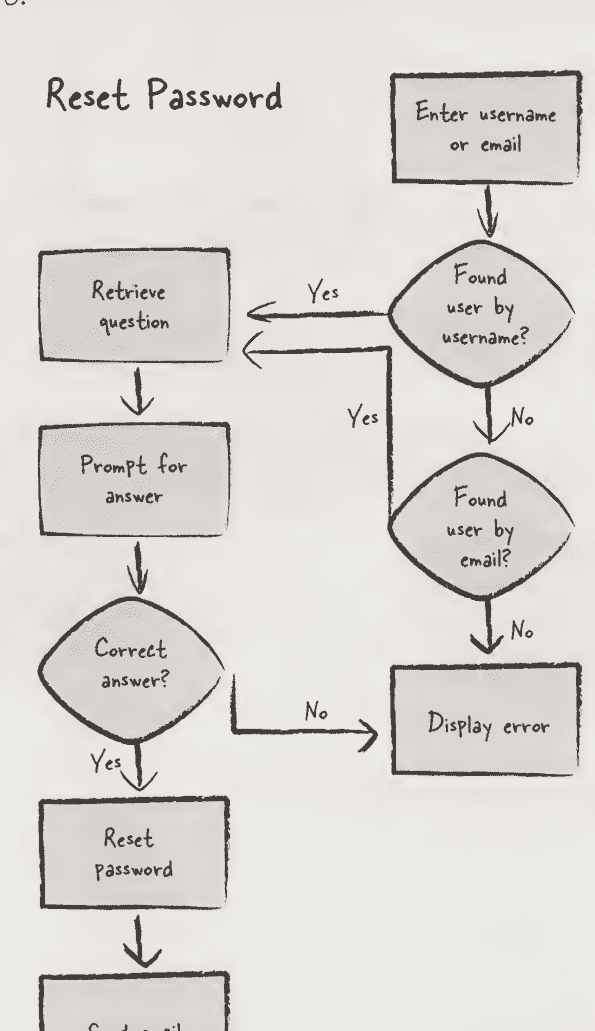 Reset Password
Enter username
or email
Found
user by
username?
Yes
No
Retrieve
question
Found
user by
email?
Yes
No
Prompt for
answer
Correct
answer?
No
Display error
Yes
Reset
password